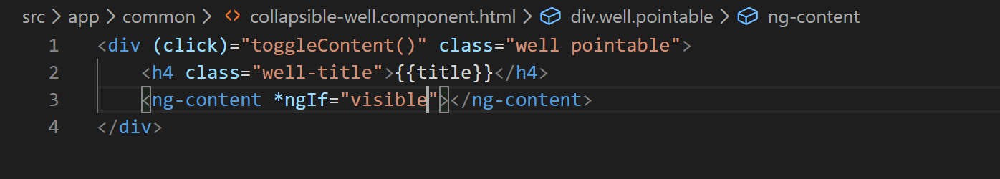 src > app > common > <> collapsible-well.component.html > div.well.pointable > ng-content
1 <div (click)="toggleContent()" class="well pointable">
2     <h4 class="well-title">{{title}}</h4>
3     <ng-content *ngIf="visible"></ng-content>
4 </div>